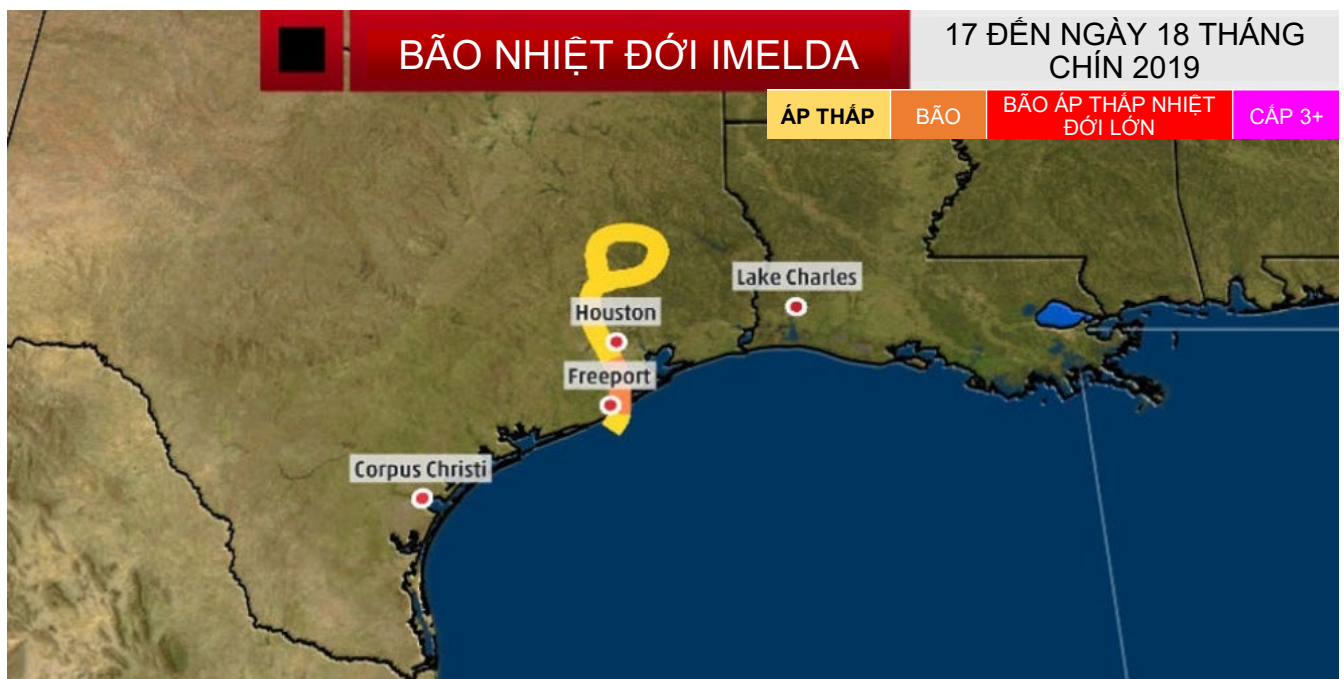 BÃO NHIỆT ĐỚI IMELDA
17 ĐẾN NGÀY 18 THÁNG
CHÍN 2019
ÁP THẤP
BÃO
BÃO ÁP THẤP NHIỆT
ĐỚI LỚN
CẤP 3+
Lake Charles
Houston
Freeport
Corpus Christi